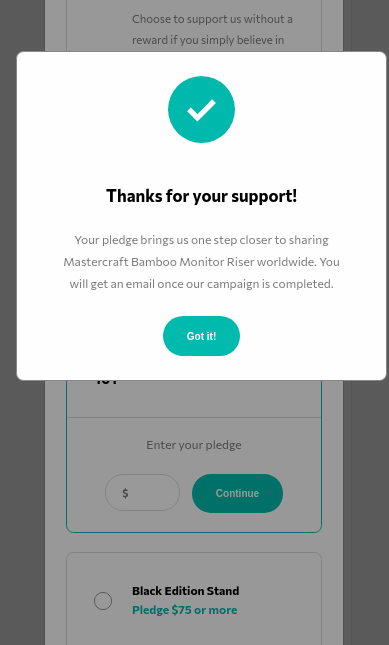 Choose to support us without a
reward if you simply believe in
Thanks for your support!
Your pledge brings us one step closer to sharing
Mastercraft Bamboo Monitor Riser worldwide. You
will get an email once our campaign is completed.
Got it!
Enter your pledge
$
Continue
Black Edition Stand
Pledge $75 or more